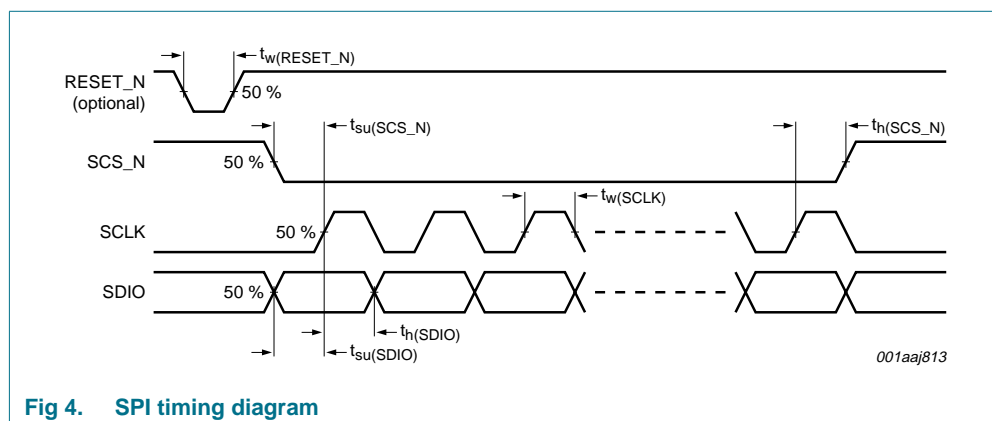 t_w(RESET_N)
RESET_N
(optional)
50 %
t_su(SCS_N)
t_h(SCS_N)
SCS_N
50 %
t_w(SCLK)
SCLK
50 %
SDIO
50 %
t_h(SDIO)
t_su(SDIO)
001aaj813
Fig 4. SPI timing diagram